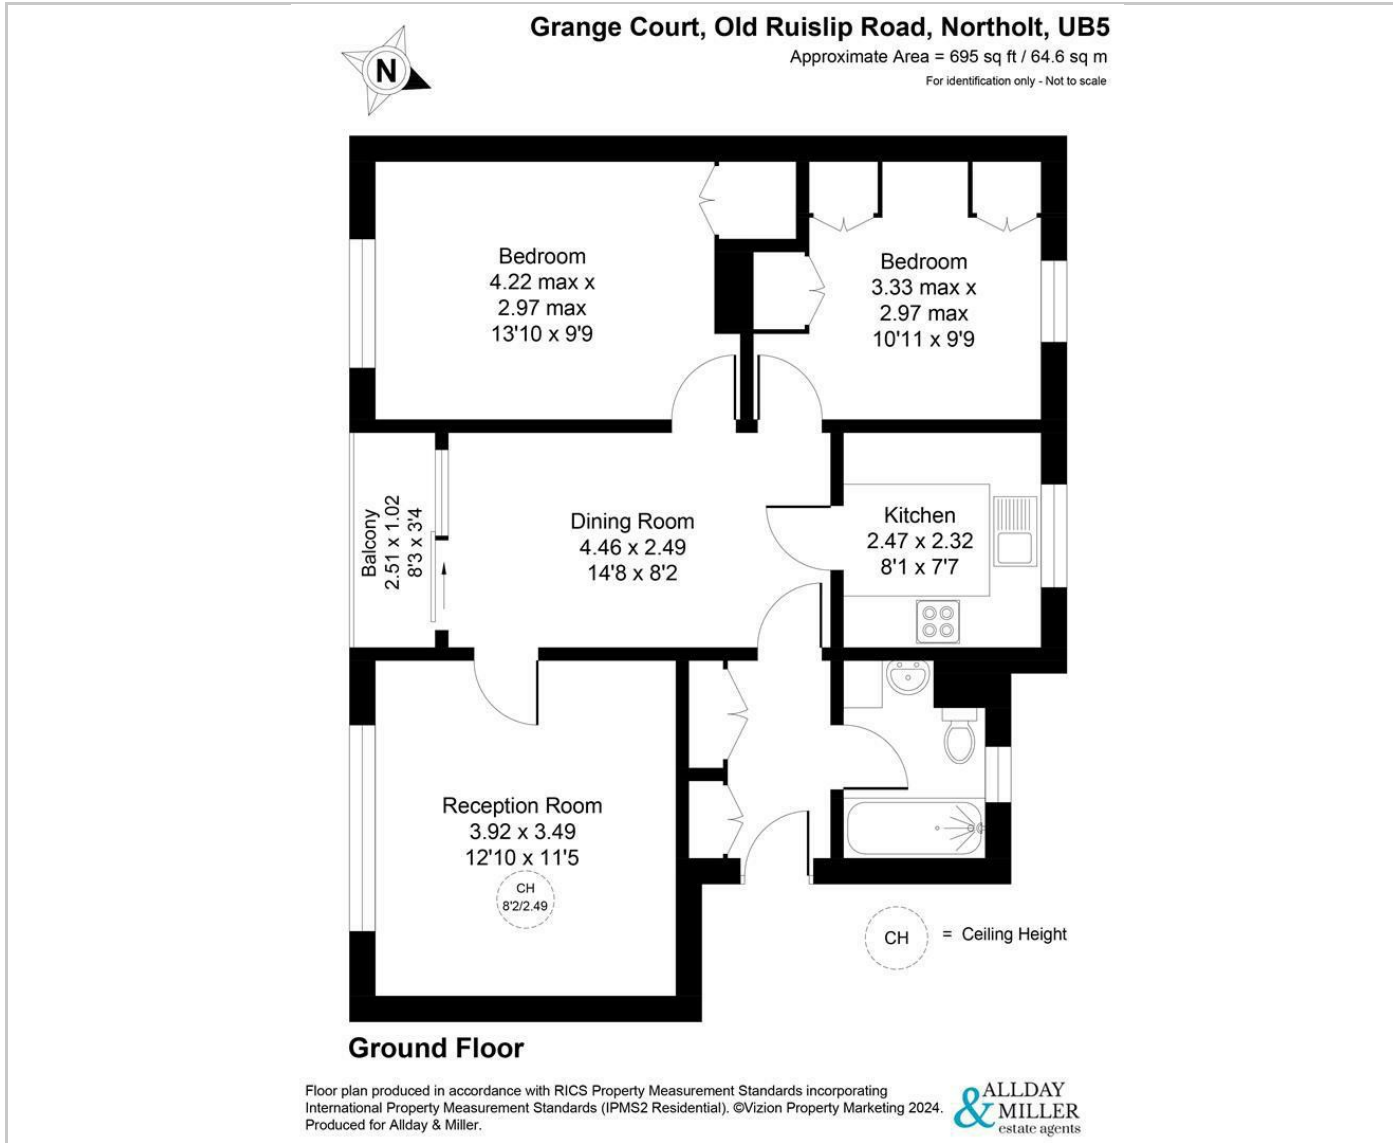 Grange Court, Old Ruislip Road, Northolt, UB5
Approximate Area = 695 sq ft / 64.6 sq m
For identification only - Not to scale
N
Bedroom
4.22 max x
2.97 max
13'10 x 9'9
Bedroom
3.33 max x
2.97 max
10'11 x 9'9
Balcony
2.51 x 1.02
8'3 x 3'4
Dining Room
4.46 x 2.49
14'8 x 8'2
Kitchen
2.47 x 2.32
8'1 x 7'7
Reception Room
3.92 x 3.49
12'10 x 11'5
CH
8'2/2.49
CH = Ceiling Height
Ground Floor
Floor plan produced in accordance with RICS Property Measurement Standards incorporating
International Property Measurement Standards (IPMS2 Residential). ©Vizion Property Marketing 2024.
Produced for Allday & Miller.
ALLDAY
& MILLER
estate agents